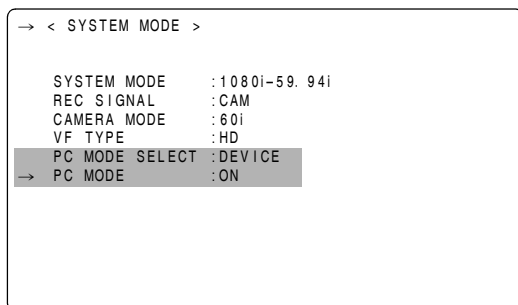 → < SYSTEM MODE >
SYSTEM MODE :1080i–59. 94i
REC SIGNAL :CAM
CAMERA MODE :60i
VF TYPE :HD
PC MODE SELECT :DEVICE
→ PC MODE :ON